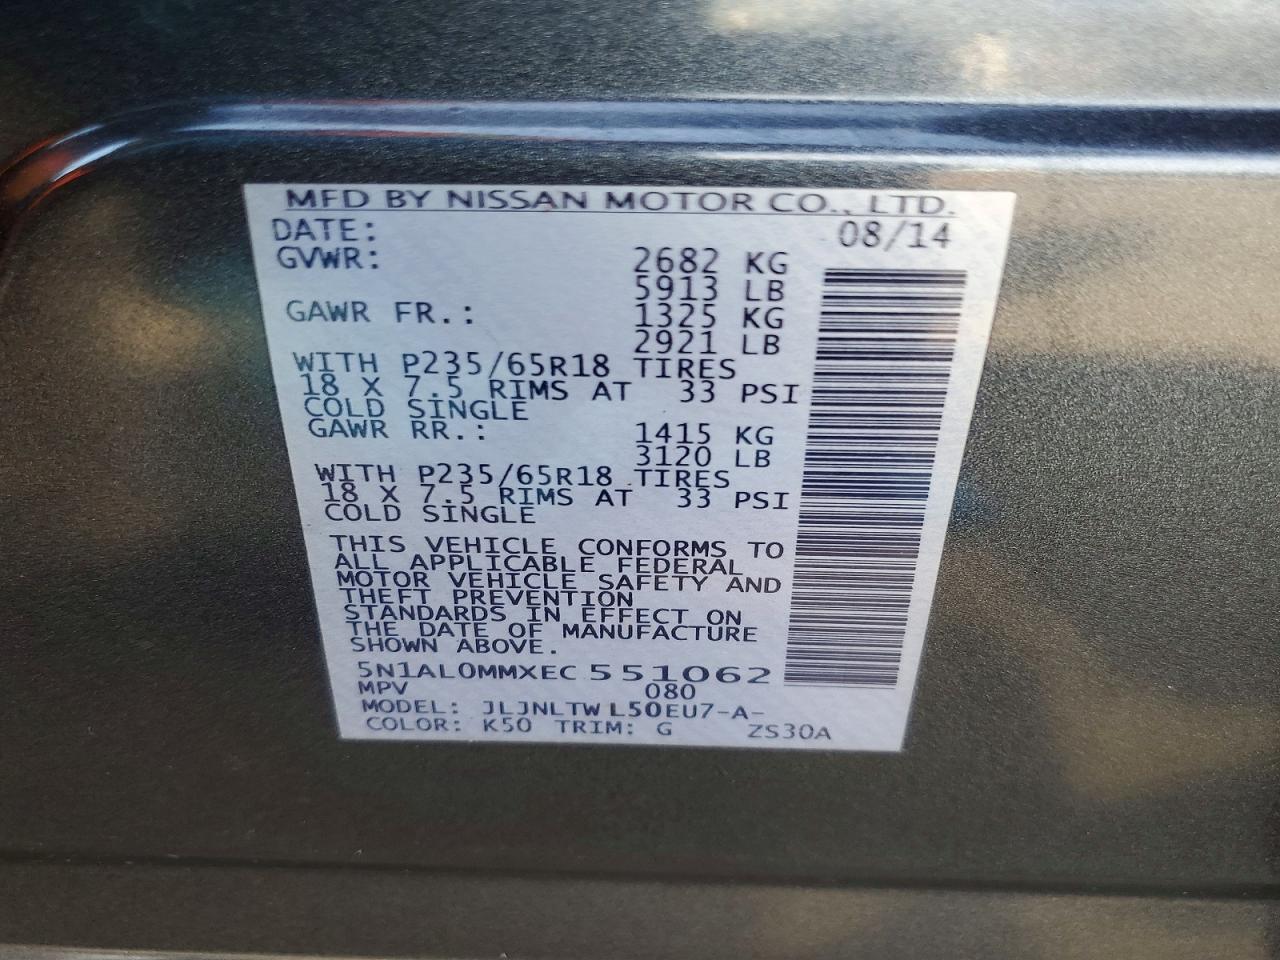 MFD BY NISSAN MOTOR CO., LTD.
DATE: 08/14
GVWR: 2682 KG
5913 LB
GAWR FR.: 1325 KG
2921 LB
WITH P235/65R18 TIRES
18 X 7.5 RIMS AT 33 PSI
COLD SINGLE
GAWR RR.: 1415 KG
3120 LB
WITH P235/65R18 TIRES
18 X 7.5 RIMS AT 33 PSI
COLD SINGLE
THIS VEHICLE CONFORMS TO
ALL APPLICABLE FEDERAL
MOTOR VEHICLE SAFETY AND
THEFT PREVENTION
STANDARDS IN EFFECT ON
THE DATE OF MANUFACTURE
SHOWN ABOVE.
5N1AL0MMXEC551062
MPV 080
MODEL: JLJNLTWL50EU7-A-
COLOR: K50 TRIM: G ZS30A